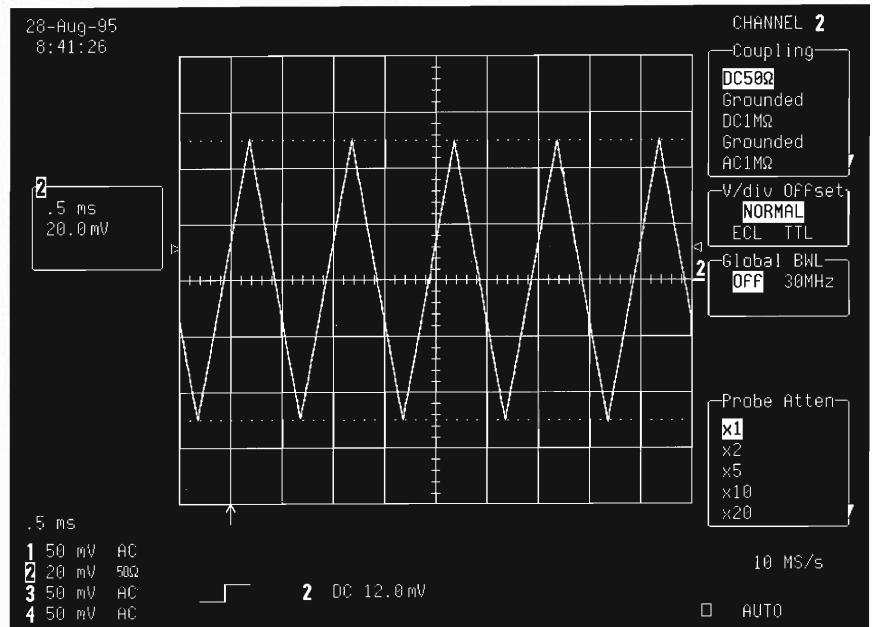 28-Aug-95
8:41:26
CHANNEL 2
Coupling
DC50Ω
Grounded
DC1MΩ
Grounded
AC1MΩ
V/div Offset
NORMAL
ECL TTL
Global BWL
Off 30MHz
Probe Atten
x1
x2
x5
x10
x20
2
.5 ms
20.0mV
2
.5 ms
1 50 mV AC
2 20 mV 50Ω
3 50 mV AC
4 50 mV AC
2 DC 12.0mV
10 MS/s
AUTO